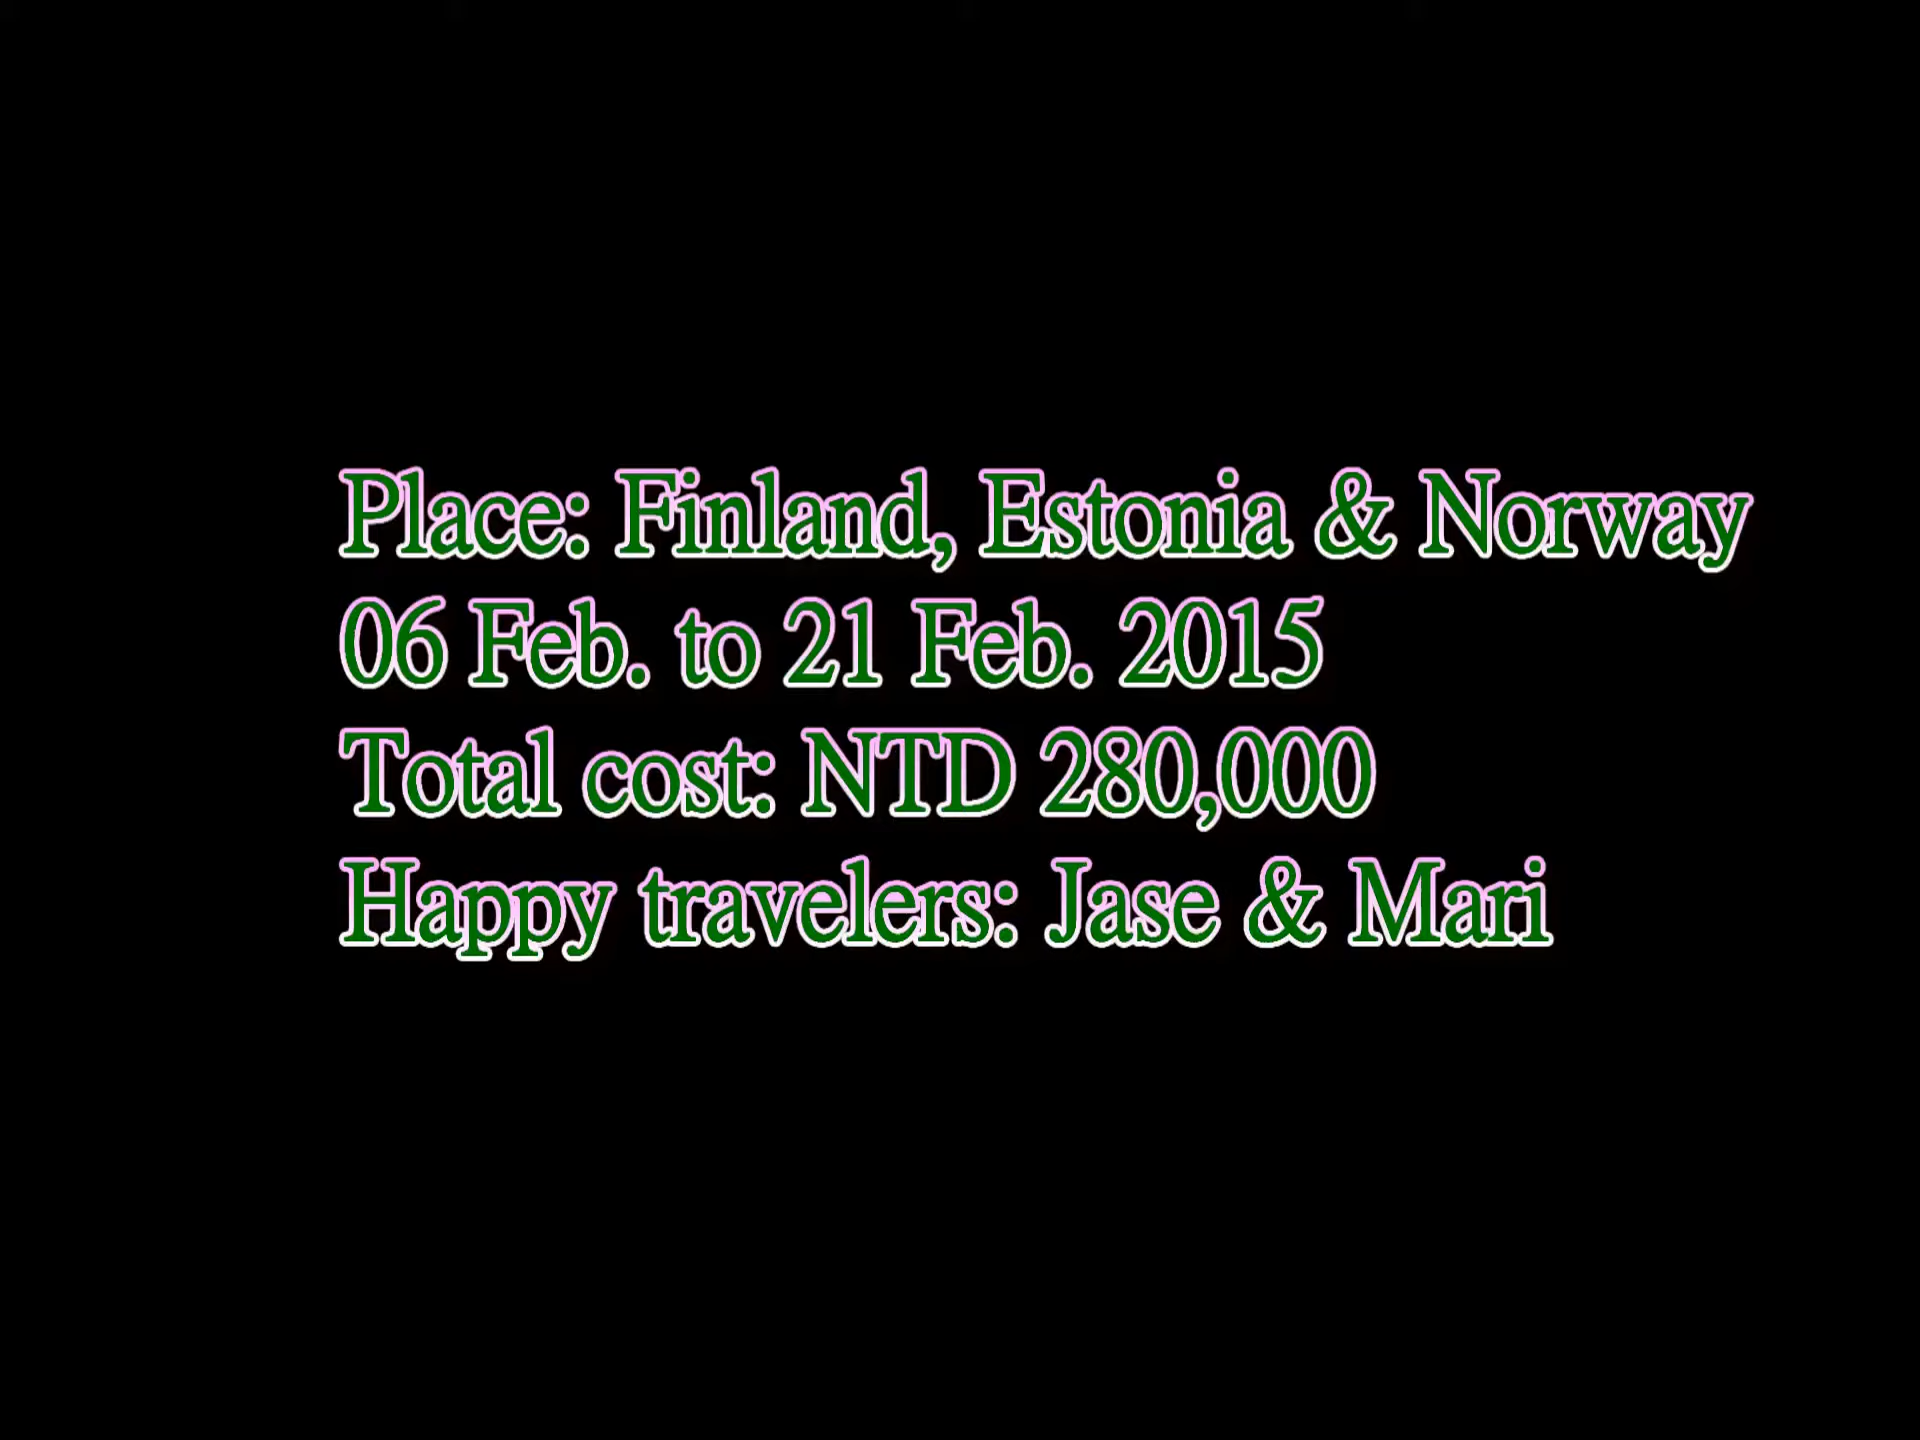 Place: Finland, Estonia & Norway
06 Feb. to 21 Feb. 2015
Total cost: NTD 280,000
Happy travelers: Jase & Mari